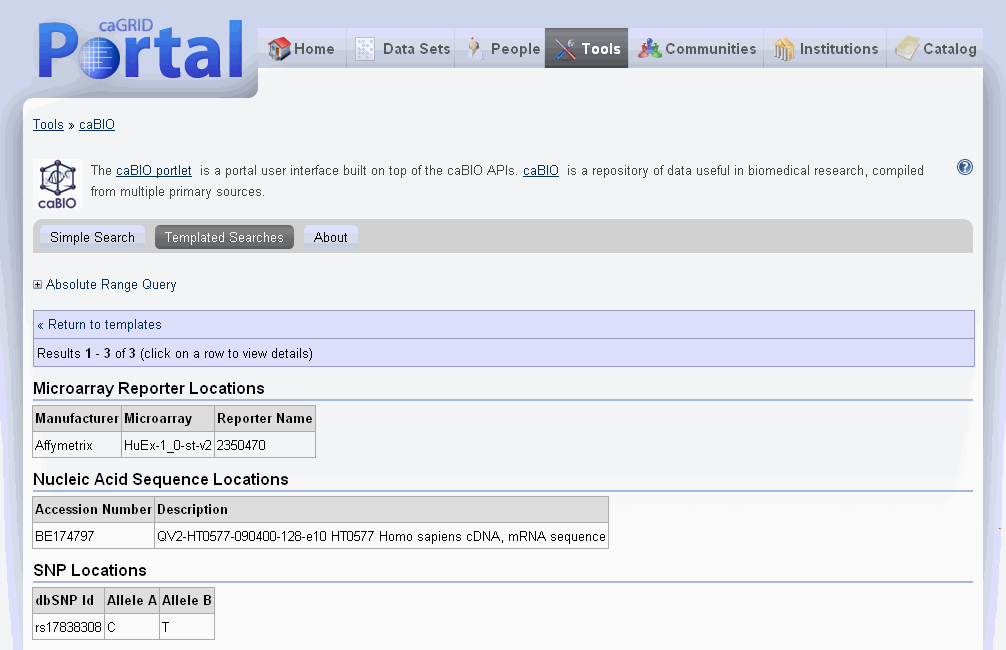 caGRID
Portal
Home Data Sets People Tools Communities Institutions Catalog
Tools » caBIO
caBIO
The caBIO portlet is a portal user interface built on top of the caBIO APIs. caBIO is a repository of data useful in biomedical research, compiled
from multiple primary sources.
?
Simple Search Templated Searches About
Absolute Range Query
« Return to templates
Results 1 - 3 of 3 (click on a row to view details)
Microarray Reporter Locations
Manufacturer Microarray Reporter Name
Affymetrix HuEx-1_0-st-v2 2350470
Nucleic Acid Sequence Locations
Accession Number Description
BE174797 QV2-HT0577-090400-128-e10 HT0577 Homo sapiens cDNA, mRNA sequence
SNP Locations
dbSNP Id Allele A Allele B
rs17838308 C T